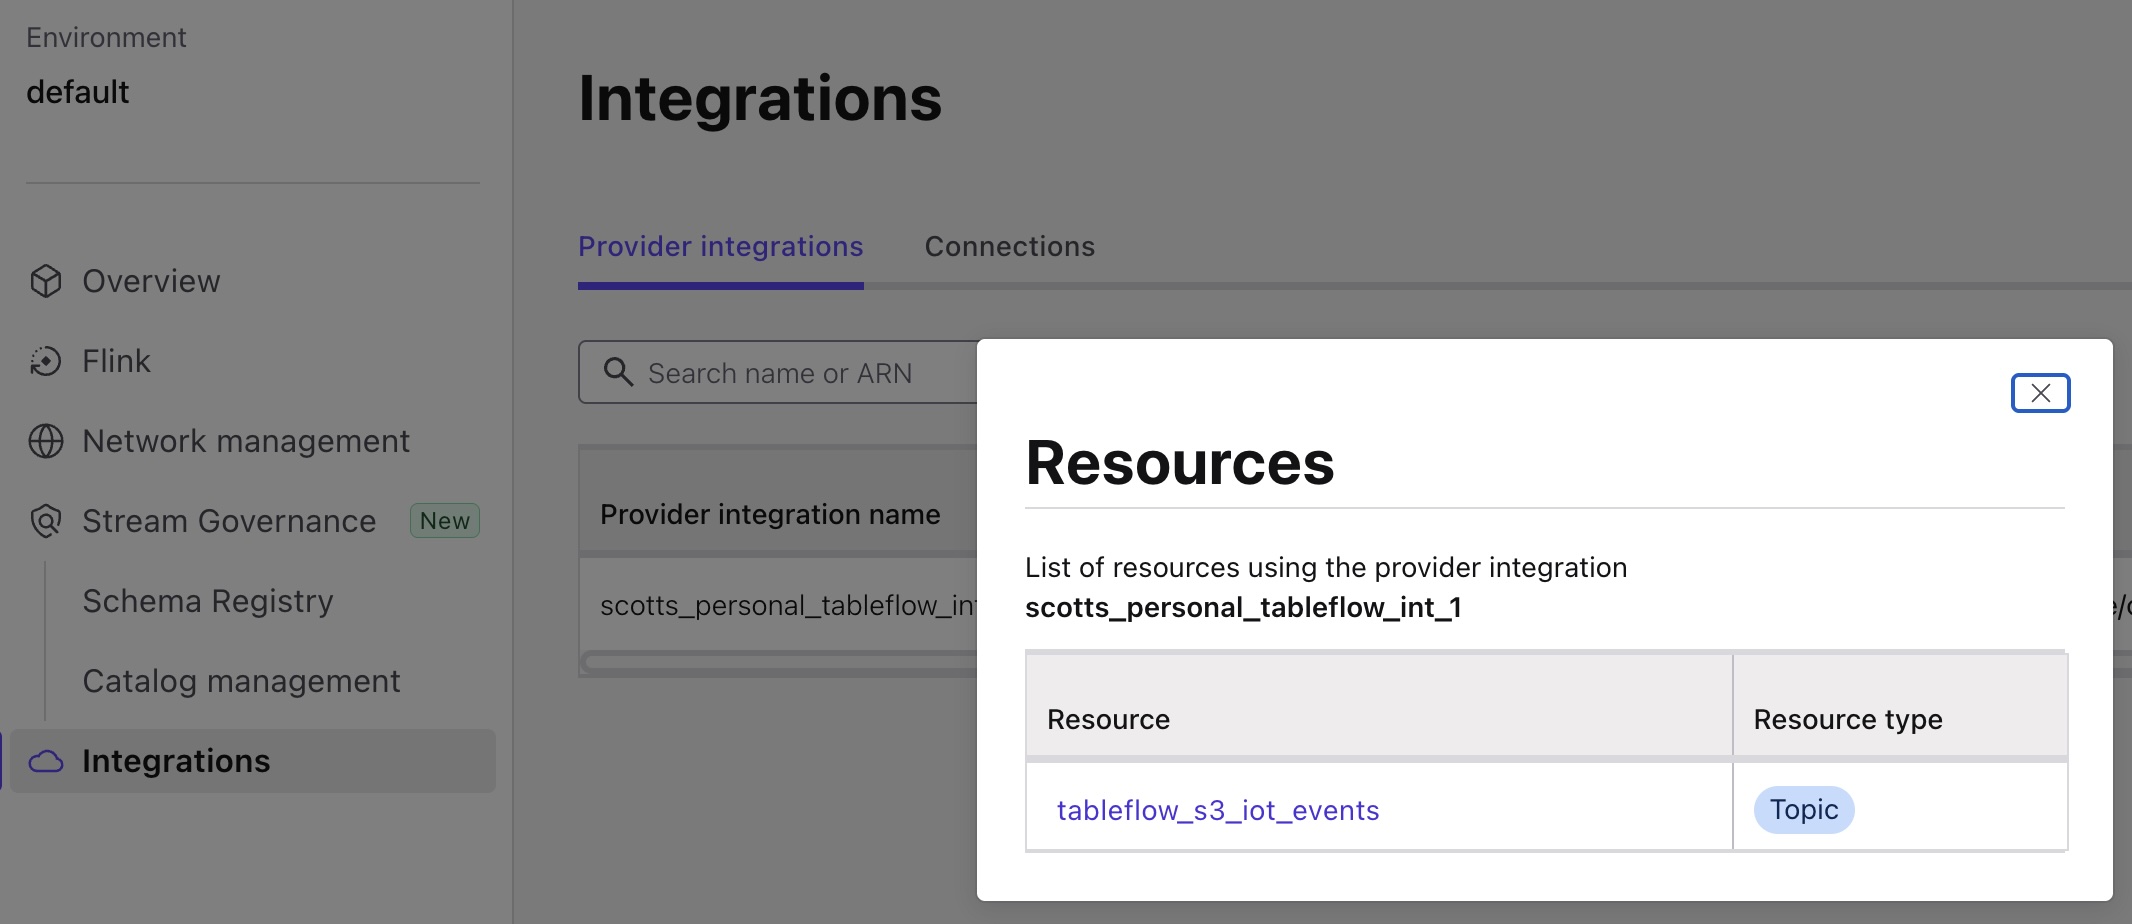 Environment
default
Overview
Flink
Network management
Stream Governance New
Schema Registry
Catalog management
Integrations
Integrations
Provider integrations Connections
Search name or ARN
Provider integration name
scotts_personal_tableflow_in
Resources
List of resources using the provider integration
scotts_personal_tableflow_int_1
Resource Resource type
tableflow_s3_iot_events Topic